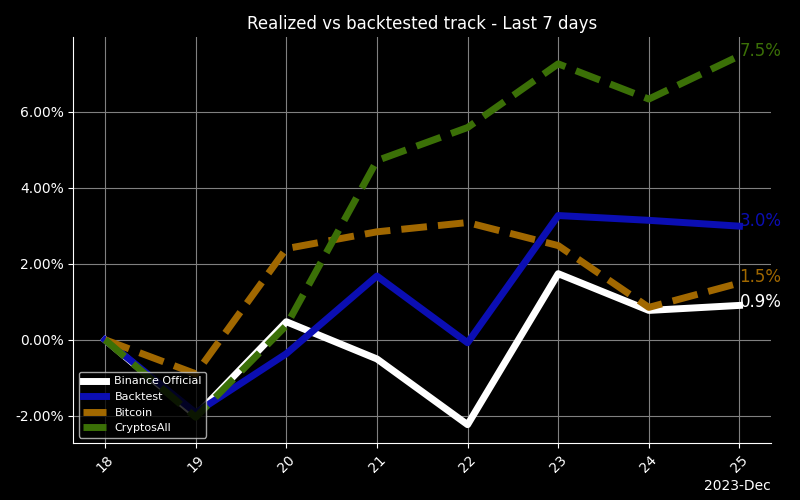 Realized vs backtested track - Last 7 days
7.5%
6.00%
4.00%
3.0%
2.00%
1.5%
0.9%
0.00%
-2.00%
Binance Official
Backtest
Bitcoin
CryptosAll
18 19 20 21 22 23 24 25
2023-Dec